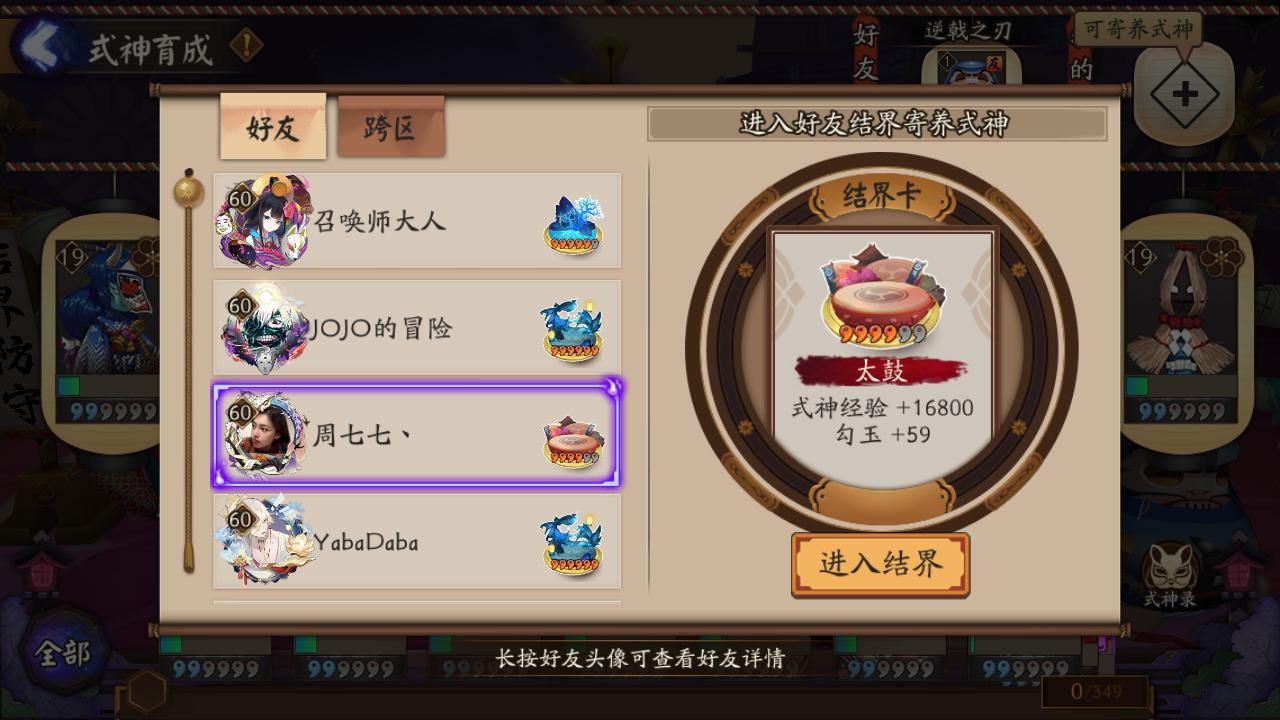 式神育成
好友
逆戟之刃
的
可寄养式神
1
友
好友
跨区
进入好友结界寄养式神
60
召唤师大人
60
JOJO的冒险
60
周七七丶
60
YabaDaba
结界卡
太鼓
式神经验 +16800
勾玉 +59
进入结界
19
19
式神录
全部
长按好友头像可查看好友详情
0/349